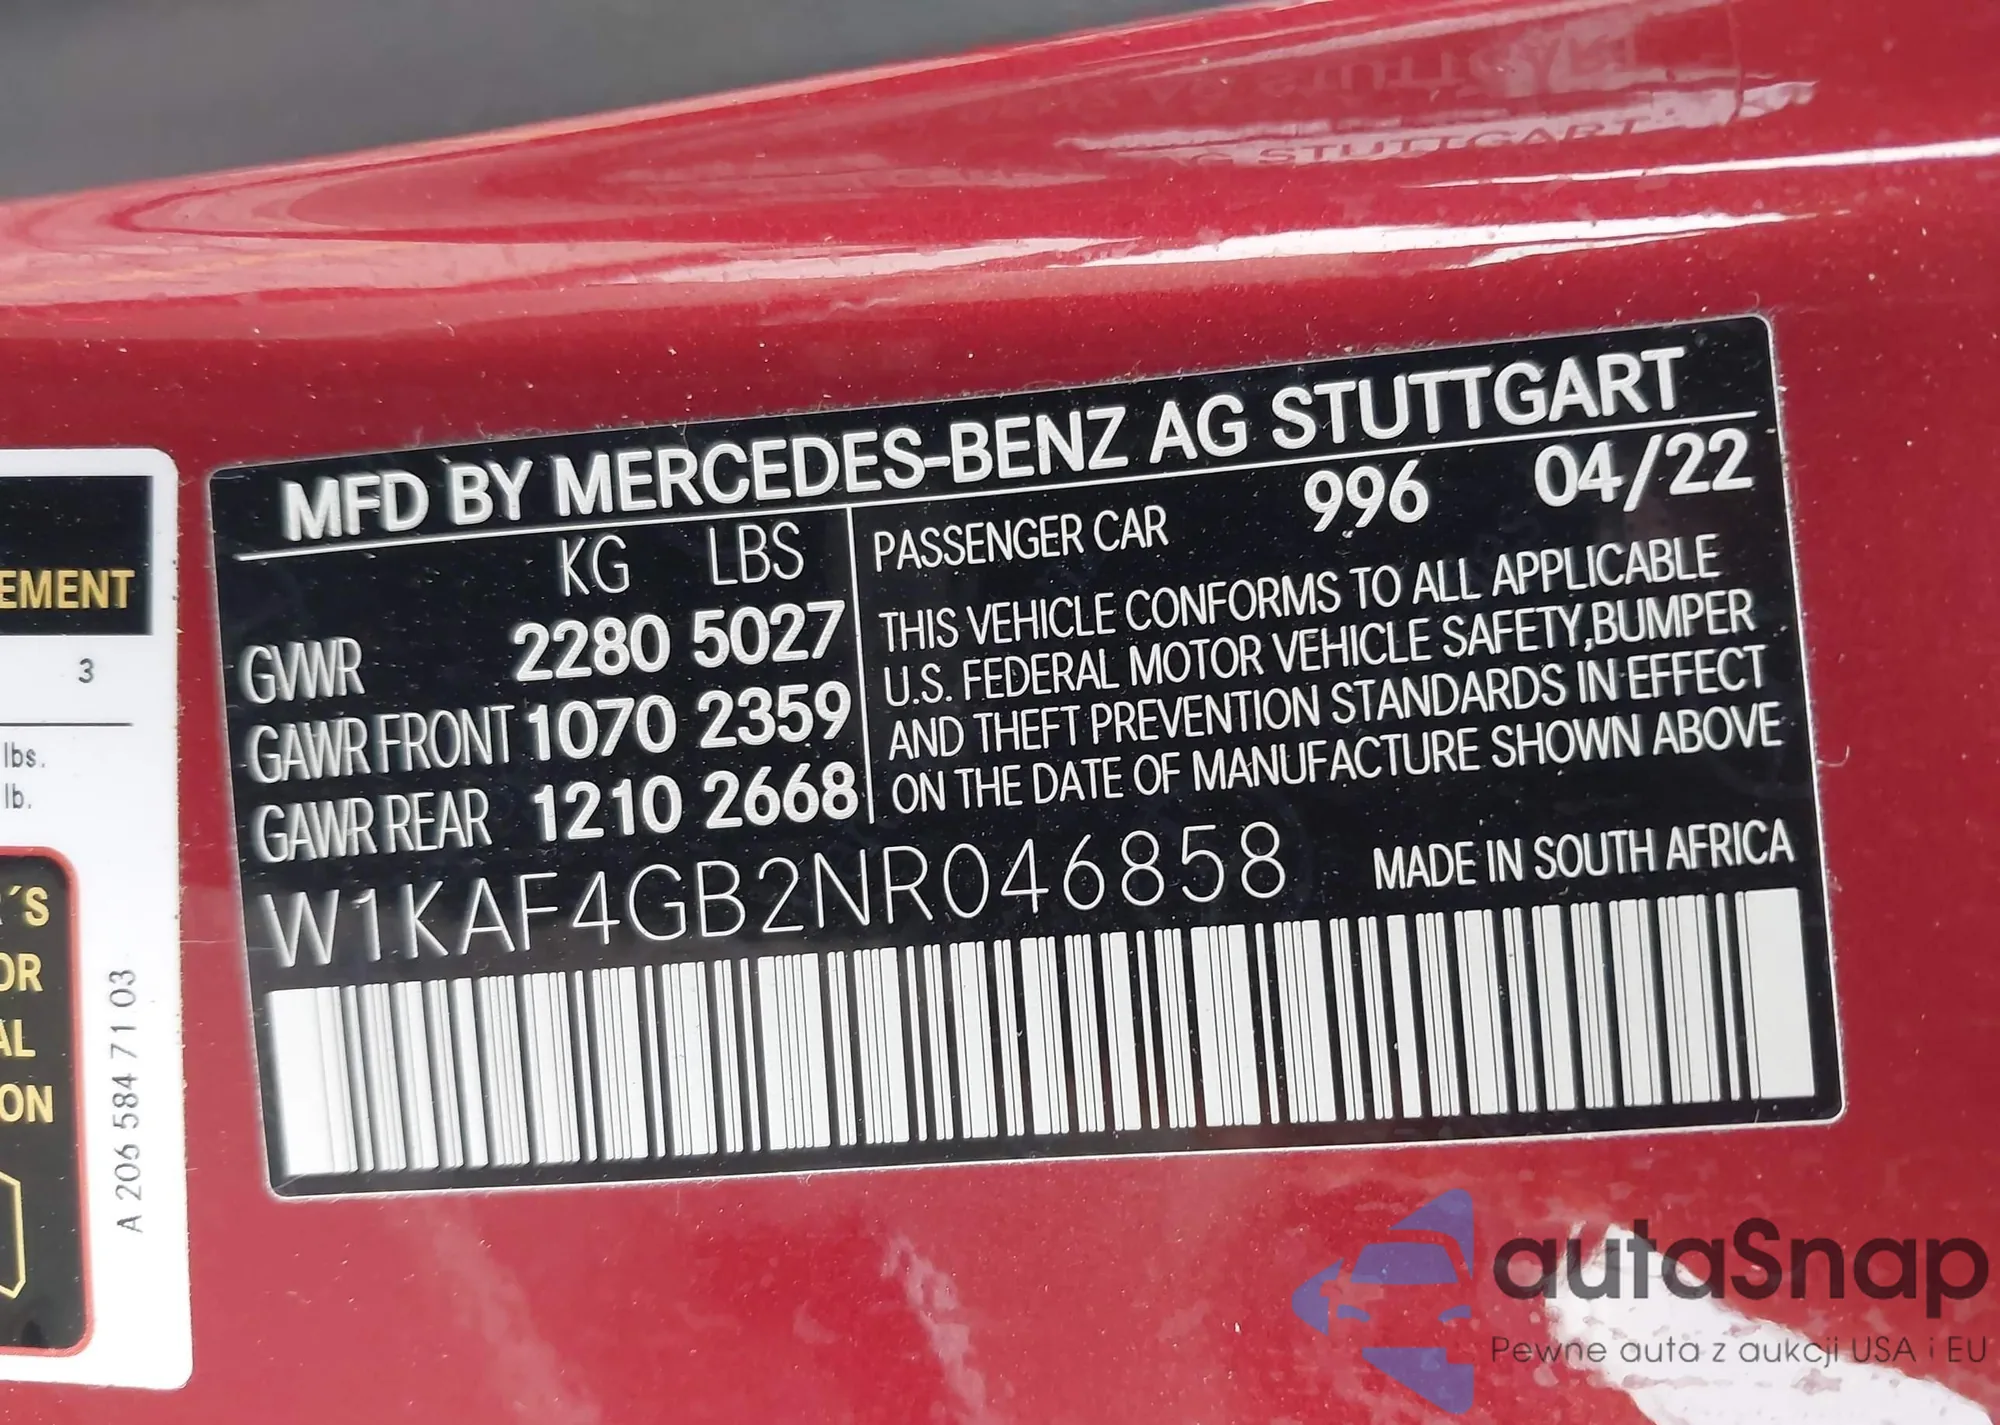 MFD BY MERCEDES-BENZ AG STUTTGART
KG LBS
GVWR 2280 5027
GAWR FRONT 1070 2359
GAWR REAR 1210 2668
PASSENGER CAR 996 04/22
THIS VEHICLE CONFORMS TO ALL APPLICABLE
U.S. FEDERAL MOTOR VEHICLE SAFETY,BUMPER
AND THEFT PREVENTION STANDARDS IN EFFECT
ON THE DATE OF MANUFACTURE SHOWN ABOVE
W1KAF4GB2NR046858 MADE IN SOUTH AFRICA
EMENT
3
lbs.
lb.
´S
OR
AL
ON
A 206 584 71 03
autaSnap
Pewne auta z aukcji USA i EU